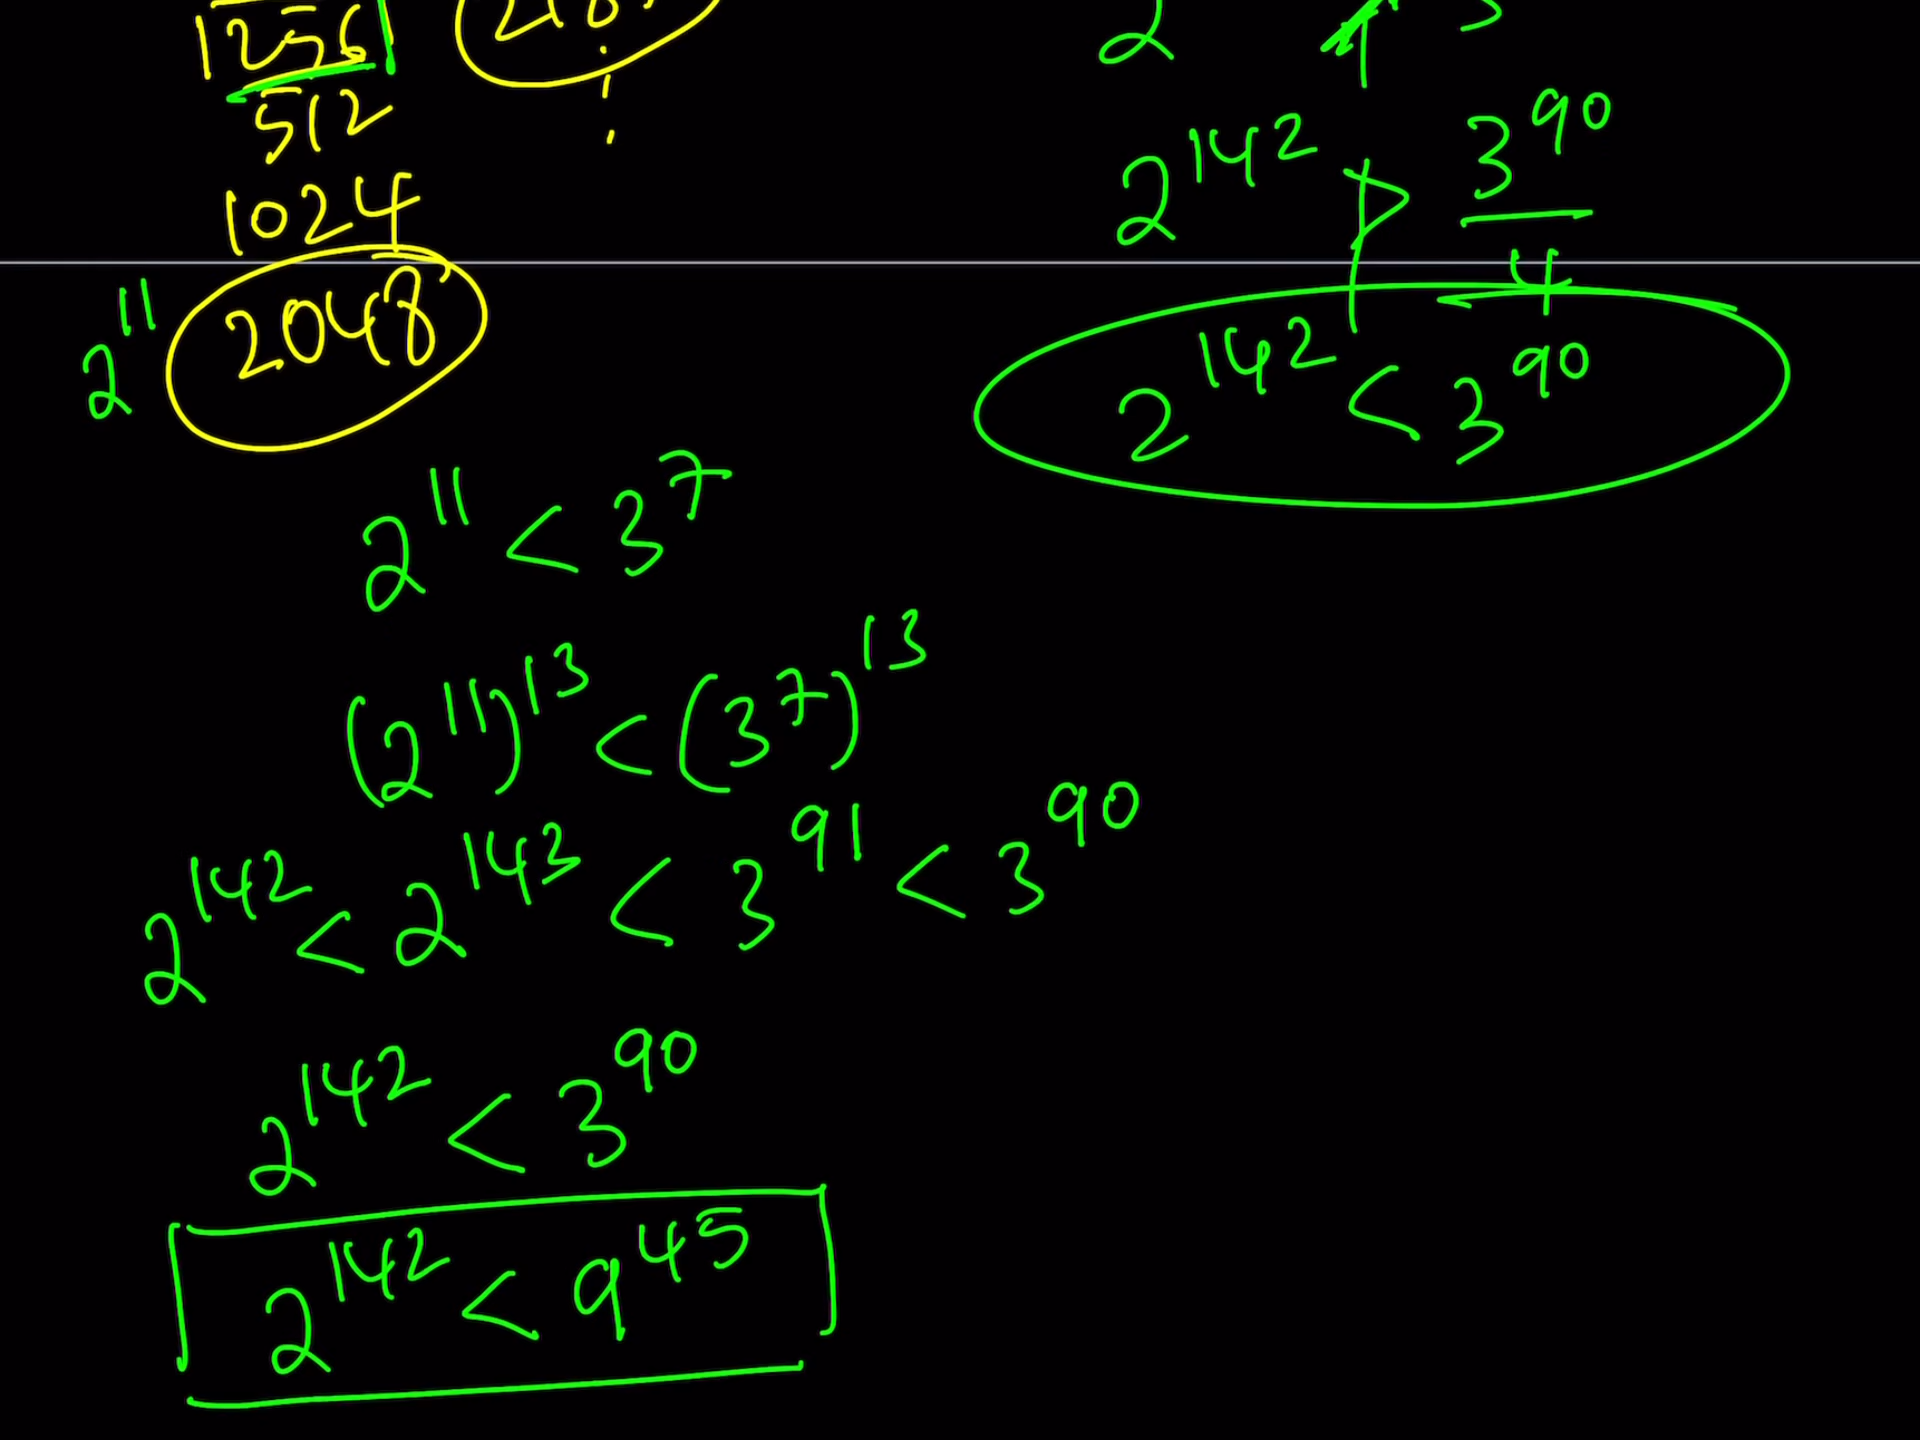 1256
512
1024
2^11 2048
2^11 < 3^7
(2^11)^13 < (3^7)^13
2^142 < 2^143 < 3^91 < 3^90
2^142 < 3^90
2^142 < 9^45
2
2^142 3^90
4
2^142 < 3^90